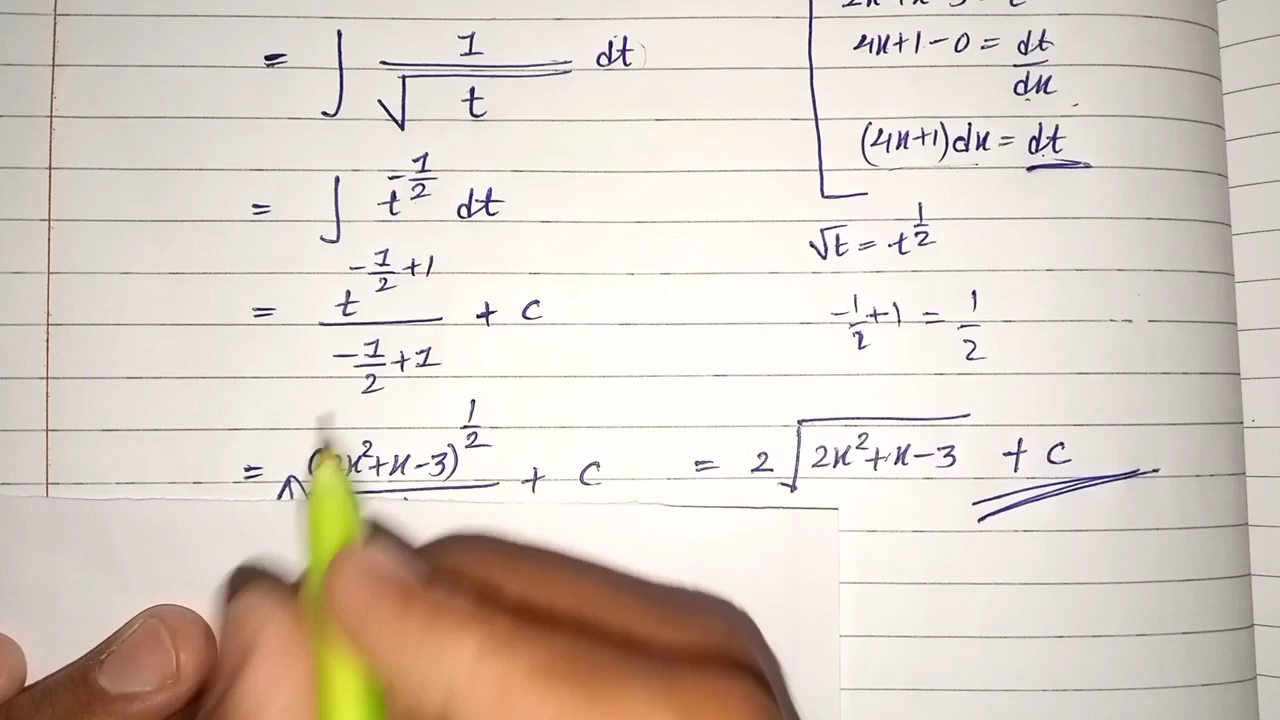 = ∫ 1/√t dt
= ∫ t^(-1/2) dt
= t^(-1/2+1) / (-1/2+1) + c
= (x²+x-3)^(1/2) + c = 2√(2x²+x-3) + c
4x+1-0 = dt/dx
(4x+1)dx = dt
√t = t^(1/2)
-1/2+1 = 1/2